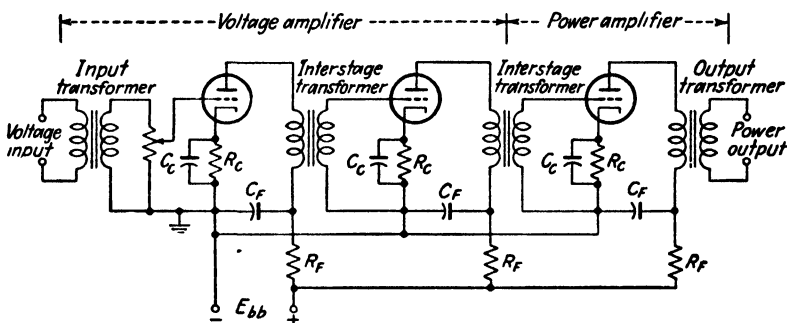 Voltage amplifier
Power amplifier
Input
transformer
Interstage
transformer
Interstage
transformer
Output
transformer
Voltage
input
Power
output
C_C
R_C
C_C
R_C
C_C
R_C
C_F
C_F
C_F
R_F
R_F
R_F
E_bb
− +